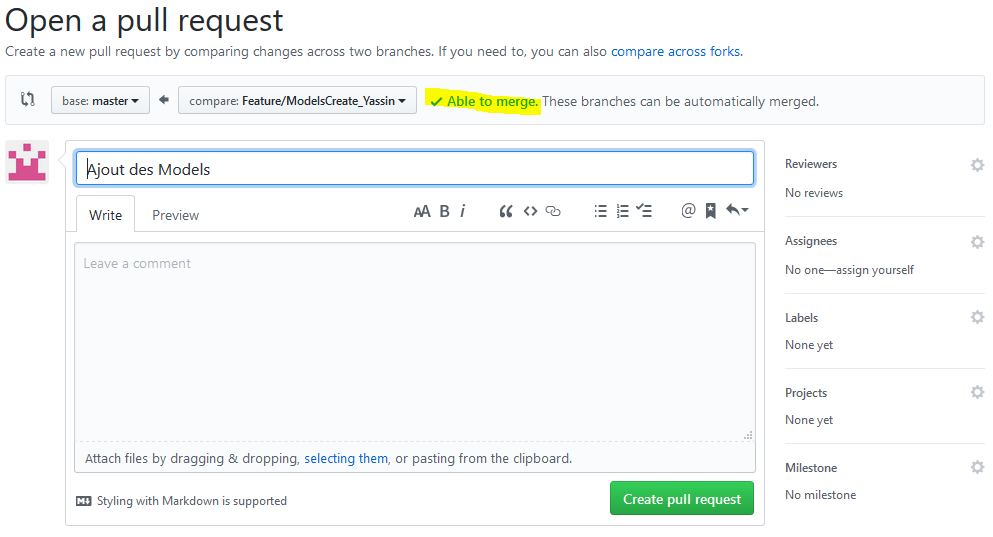 Open a pull request
Create a new pull request by comparing changes across two branches. If you need to, you can also compare across forks.
base: master compare: Feature/ModelsCreate_Yassin Able to merge. These branches can be automatically merged.
Ajout des Models
Write Preview AA B i @
Leave a comment
Attach files by dragging & dropping, selecting them, or pasting from the clipboard.
Styling with Markdown is supported
Create pull request
Reviewers
No reviews
Assignees
No one—assign yourself
Labels
None yet
Projects
None yet
Milestone
No milestone